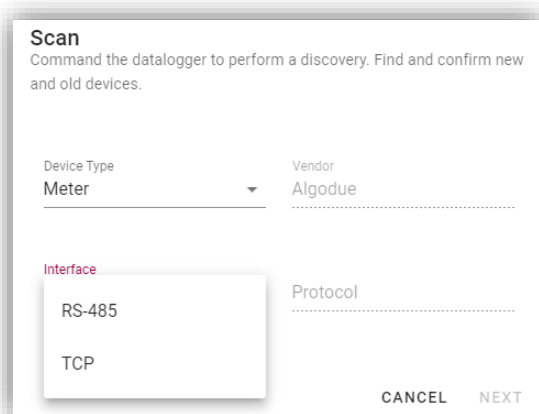 Scan
Command the datalogger to perform a discovery. Find and confirm new
and old devices.
Device Type
Meter
Vendor
Algodue
Interface
RS-485
TCP
Protocol
CANCEL NEXT